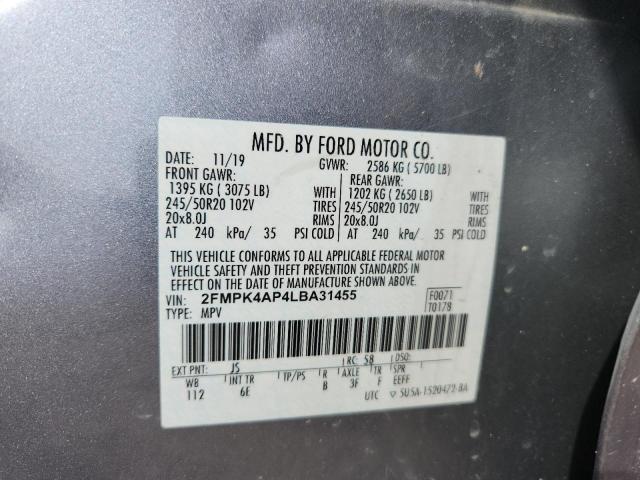 MFD. BY FORD MOTOR CO.
DATE: 11/19 GVWR: 2586 KG ( 5700 LB)
FRONT GAWR: REAR GAWR:
1395 KG ( 3075 LB) WITH 1202 KG ( 2650 LB) WITH
245/50R20 102V TIRES 245/50R20 102V TIRES
20x8.0J RIMS 20x8.0J RIMS
AT 240 kPa/ 35 PSI COLD AT 240 kPa/ 35 PSI COLD
THIS VEHICLE CONFORMS TO ALL APPLICABLE FEDERAL MOTOR
VEHICLE SAFETY AND THEFT PREVENTION STANDARDS IN
EFFECT ON THE DATE OF MANUFACTURE SHOWN ABOVE.
VIN: 2FMPK4AP4LBA31455 F0071
TYPE: MPV T0178
EXT PNT: JS RC: 58 DSO:
WB INT TR TP/PS R AXLE TR SPR
112 6E B 3F F EEFF
UTC 5U5A-1520472-BA